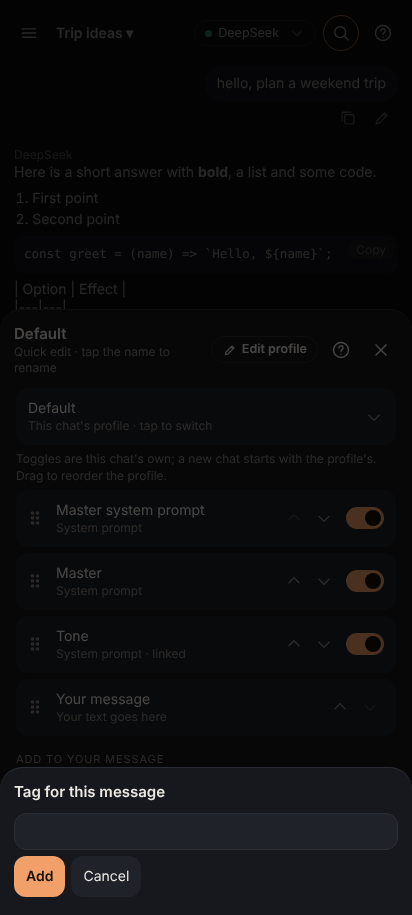 Trip ideas ▾
DeepSeek
hello, plan a weekend trip
DeepSeek
Here is a short answer with bold, a list and some code.
1. First point
2. Second point
const greet = (name) => `Hello, ${name}`;
Copy
| Option | Effect |
|---|---|
Default
Quick edit · tap the name to
rename
Edit profile
Default
This chat's profile · tap to switch
Toggles are this chat's own; a new chat starts with the profile's.
Drag to reorder the profile.
Master system prompt
System prompt
Master
System prompt
Tone
System prompt · linked
Your message
Your text goes here
ADD TO YOUR MESSAGE
Tag for this message
Add
Cancel